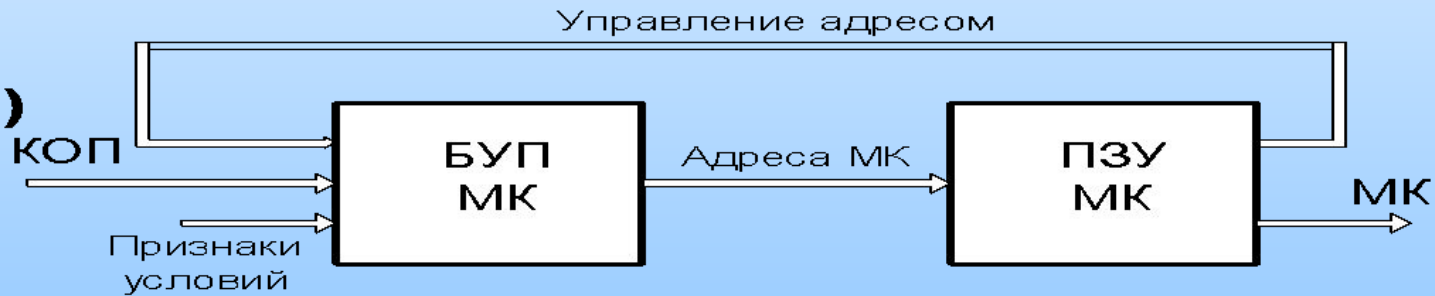 Управление адресом
)
КОП
БУП
МК
Адреса МК
ПЗУ
МК
МК
Признаки
условий